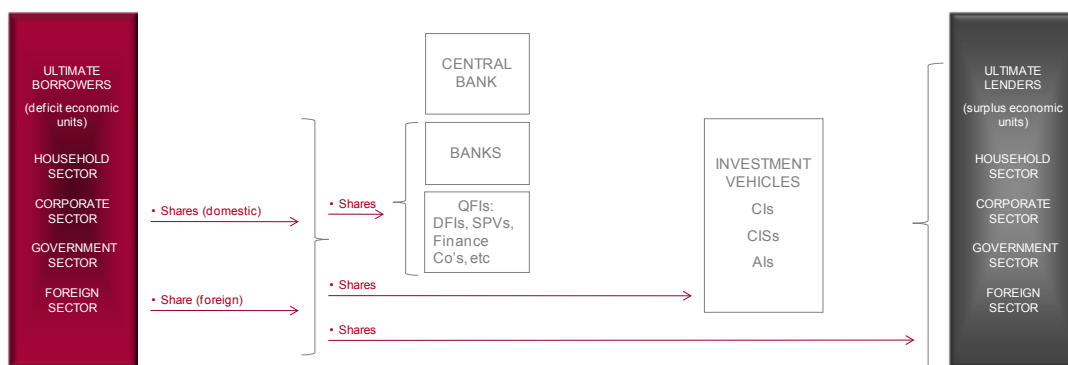 ULTIMATE
BORROWERS
(deficit economic
units)
HOUSEHOLD
SECTOR
CORPORATE
SECTOR
GOVERNMENT
SECTOR
FOREIGN
SECTOR
• Shares (domestic)
• Share (foreign)
• Shares
• Shares
• Shares
CENTRAL
BANK
BANKS
QFIs:
DFIs, SPVs,
Finance
Co's, etc
INVESTMENT
VEHICLES
CIs
CISs
AIs
ULTIMATE
LENDERS
(surplus economic
units)
HOUSEHOLD
SECTOR
CORPORATE
SECTOR
GOVERNMENT
SECTOR
FOREIGN
SECTOR